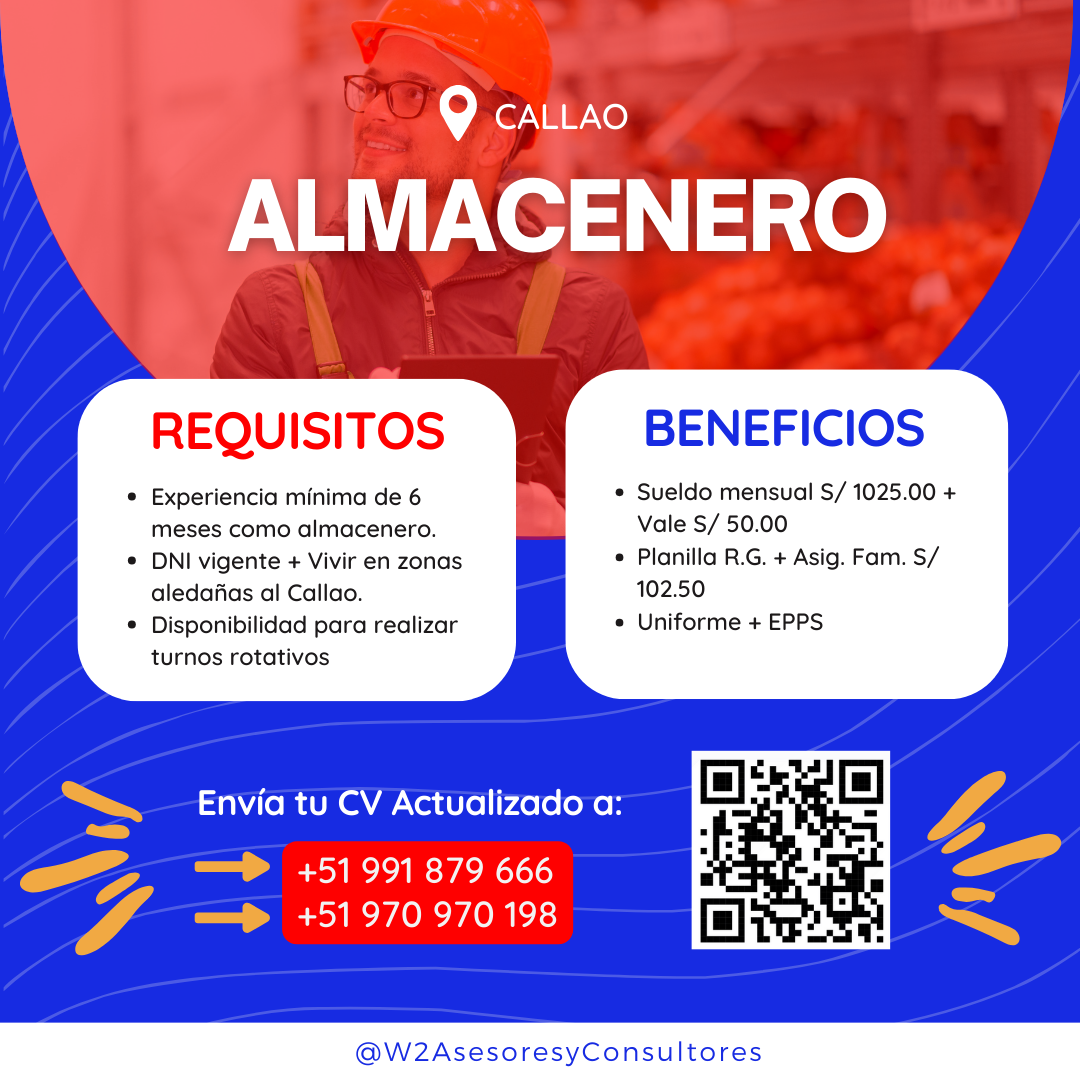 CALLAO
ALMACENERO
REQUISITOS
• Experiencia mínima de 6
meses como almacenero.
• DNI vigente + Vivir en zonas
aledañas al Callao.
• Disponibilidad para realizar
turnos rotativos
BENEFICIOS
• Sueldo mensual S/ 1025.00 +
Vale S/ 50.00
• Planilla R.G. + Asig. Fam. S/
102.50
• Uniforme + EPPS
Envía tu CV Actualizado a:
+51 991 879 666
+51 970 970 198
@W2AsesoresyConsultores